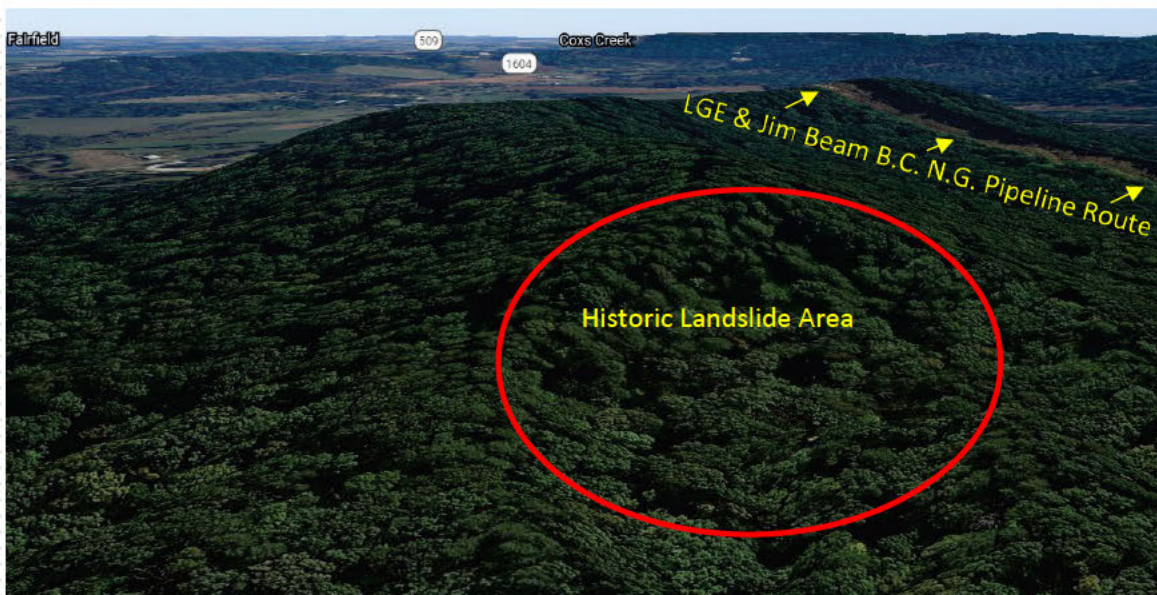 Fairfield
509
Coxs Creek
1604
LGE & Jim Beam B.C. N.G. Pipeline Route
Historic Landslide Area